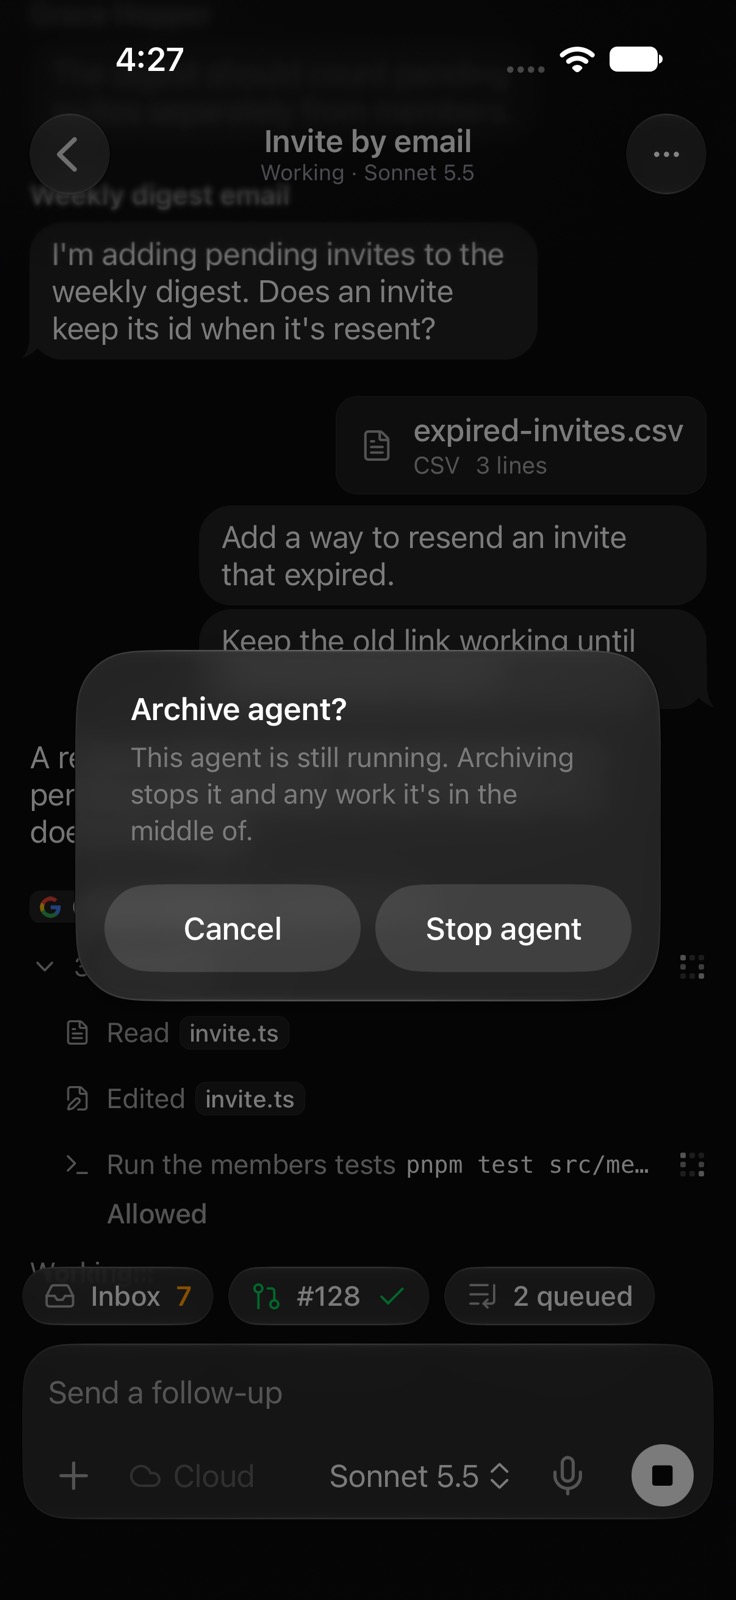 4:27
Invite by email
Working · Sonnet 5.5
Weekly digest email
I'm adding pending invites to the
weekly digest. Does an invite
keep its id when it's resent?
expired-invites.csv
CSV 3 lines
Add a way to resend an invite
that expired.
Keep the old link working until
Archive agent?
This agent is still running. Archiving
stops it and any work it's in the
middle of.
Cancel
Stop agent
A
Read invite.ts
Edited invite.ts
Run the members tests pnpm test src/me…
Allowed
Working…
Inbox 7
#128
2 queued
Send a follow-up
Cloud
Sonnet 5.5